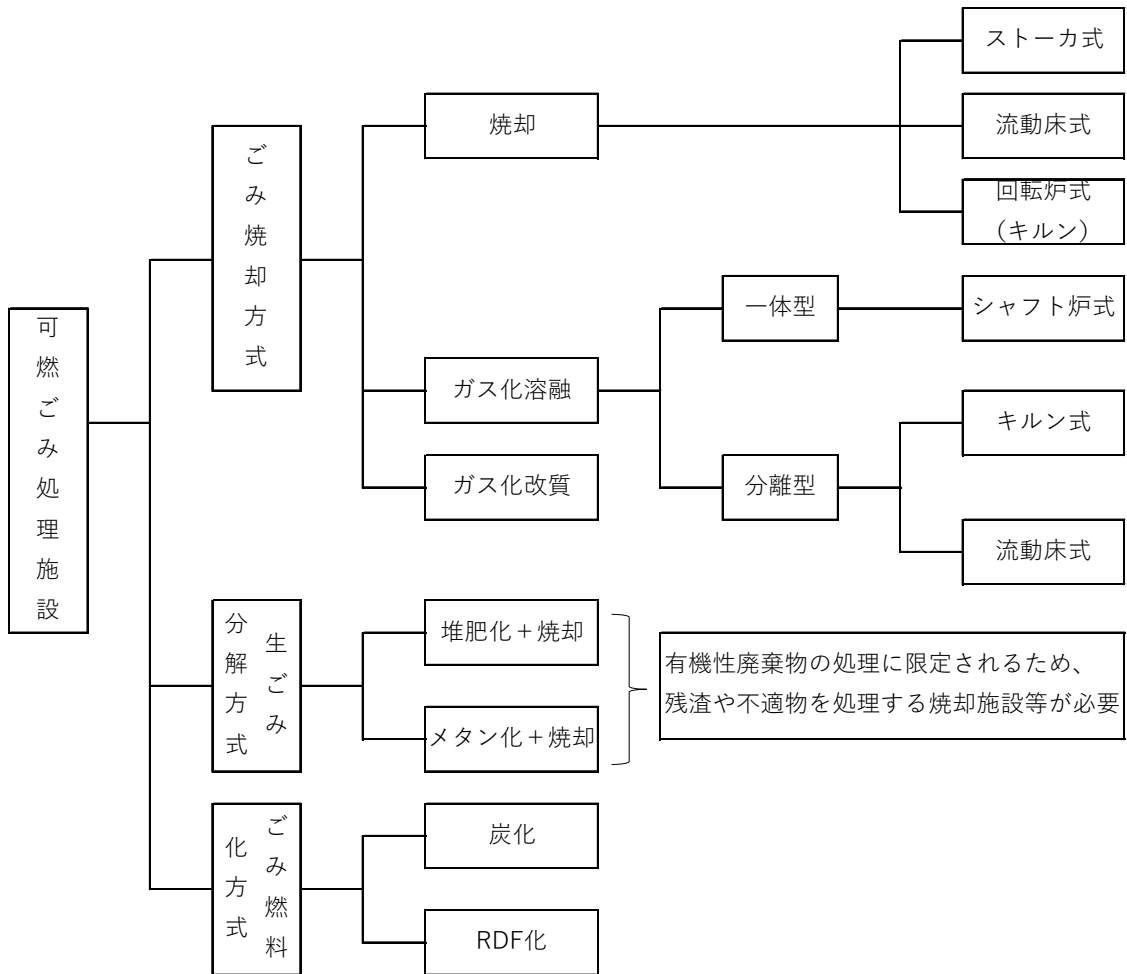 可燃ごみ処理施設
ごみ焼却方式
焼却
ストーカ式
流動床式
回転炉式
(キルン)
ガス化溶融
一体型
シャフト炉式
分離型
キルン式
流動床式
ガス化改質
生ごみ
分解方式
堆肥化+焼却
メタン化+焼却
有機性廃棄物の処理に限定されるため、
残渣や不適物を処理する焼却施設等が必要
ごみ燃料
化方式
炭化
RDF化